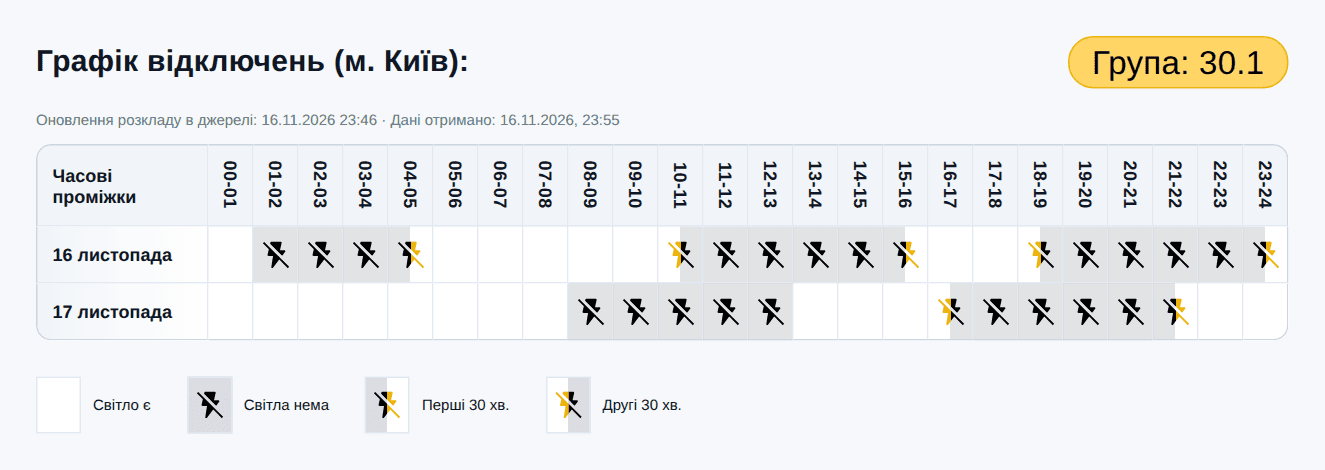 Графік відключень (м. Київ):
Група: 30.1
Оновлення розкладу в джерелі: 16.11.2026 23:46 · Дані отримано: 16.11.2026, 23:55
Часові
проміжки
00-01
01-02
02-03
03-04
04-05
05-06
06-07
07-08
08-09
09-10
10-11
11-12
12-13
13-14
14-15
15-16
16-17
17-18
18-19
19-20
20-21
21-22
22-23
23-24
16 листопада
17 листопада
Світло є
Світла нема
Перші 30 хв.
Другі 30 хв.